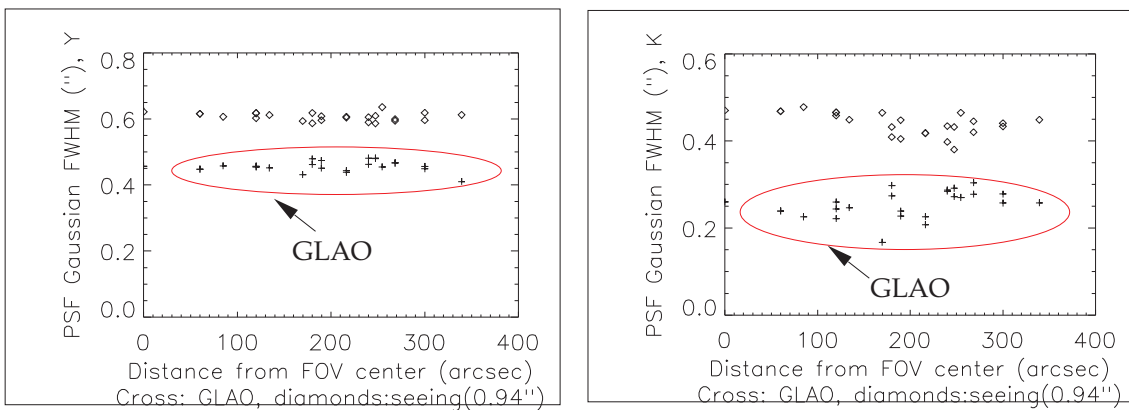 PSF Gaussian FWHM ("), Y
0.8
0.6
0.4
0.2
0.0
GLAO
0 100 200 300 400
Distance from FOV center (arcsec)
Cross: GLAO, diamonds:seeing(0.94")
PSF Gaussian FWHM ("), K
0.6
0.4
0.2
0.0
GLAO
0 100 200 300 400
Distance from FOV center (arcsec)
Cross: GLAO, diamonds:seeing(0.94")